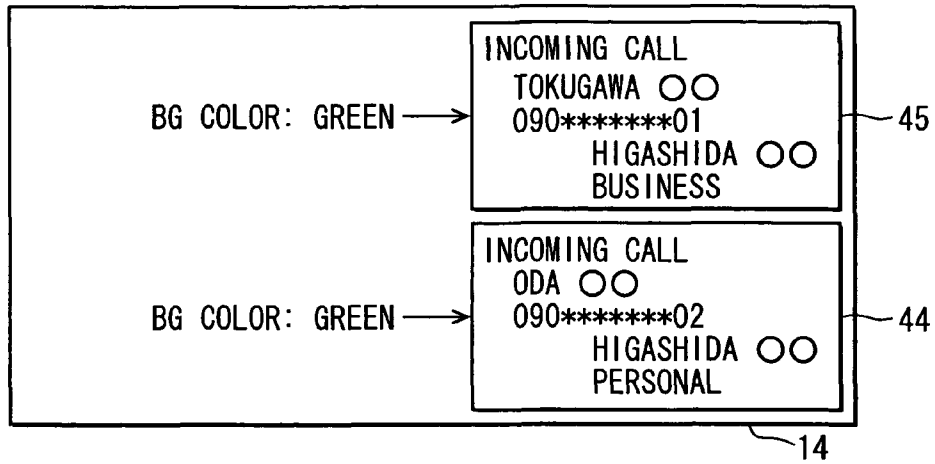 INCOMING CALL
TOKUGAWA ○○
BG COLOR: GREEN
090*******01
45
HIGASHIDA ○○
BUSINESS
INCOMING CALL
ODA ○○
BG COLOR: GREEN
090*******02
44
HIGASHIDA ○○
PERSONAL
14